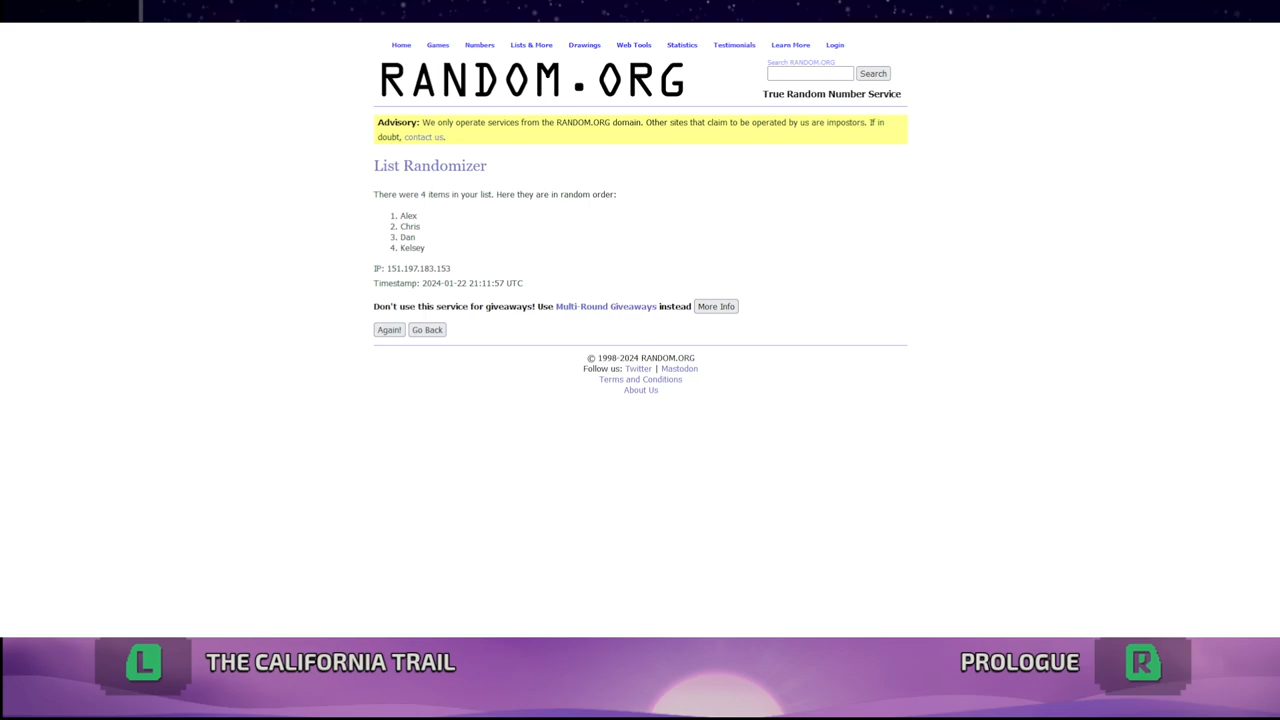 Home Games Numbers Lists & More Drawings Web Tools Statistics Testimonials Learn More Login
RANDOM.ORG
Search RANDOM.ORG
Search
True Random Number Service
Advisory: We only operate services from the RANDOM.ORG domain. Other sites that claim to be operated by us are impostors. If in
doubt, contact us.
List Randomizer
There were 4 items in your list. Here they are in random order:
1. Alex
2. Chris
3. Dan
4. Kelsey
IP: 151.197.183.153
Timestamp: 2024-01-22 21:11:57 UTC
Don't use this service for giveaways! Use Multi-Round Giveaways instead More Info
Again! Go Back
© 1998-2024 RANDOM.ORG
Follow us: Twitter | Mastodon
Terms and Conditions
About Us
L THE CALIFORNIA TRAIL PROLOGUE R